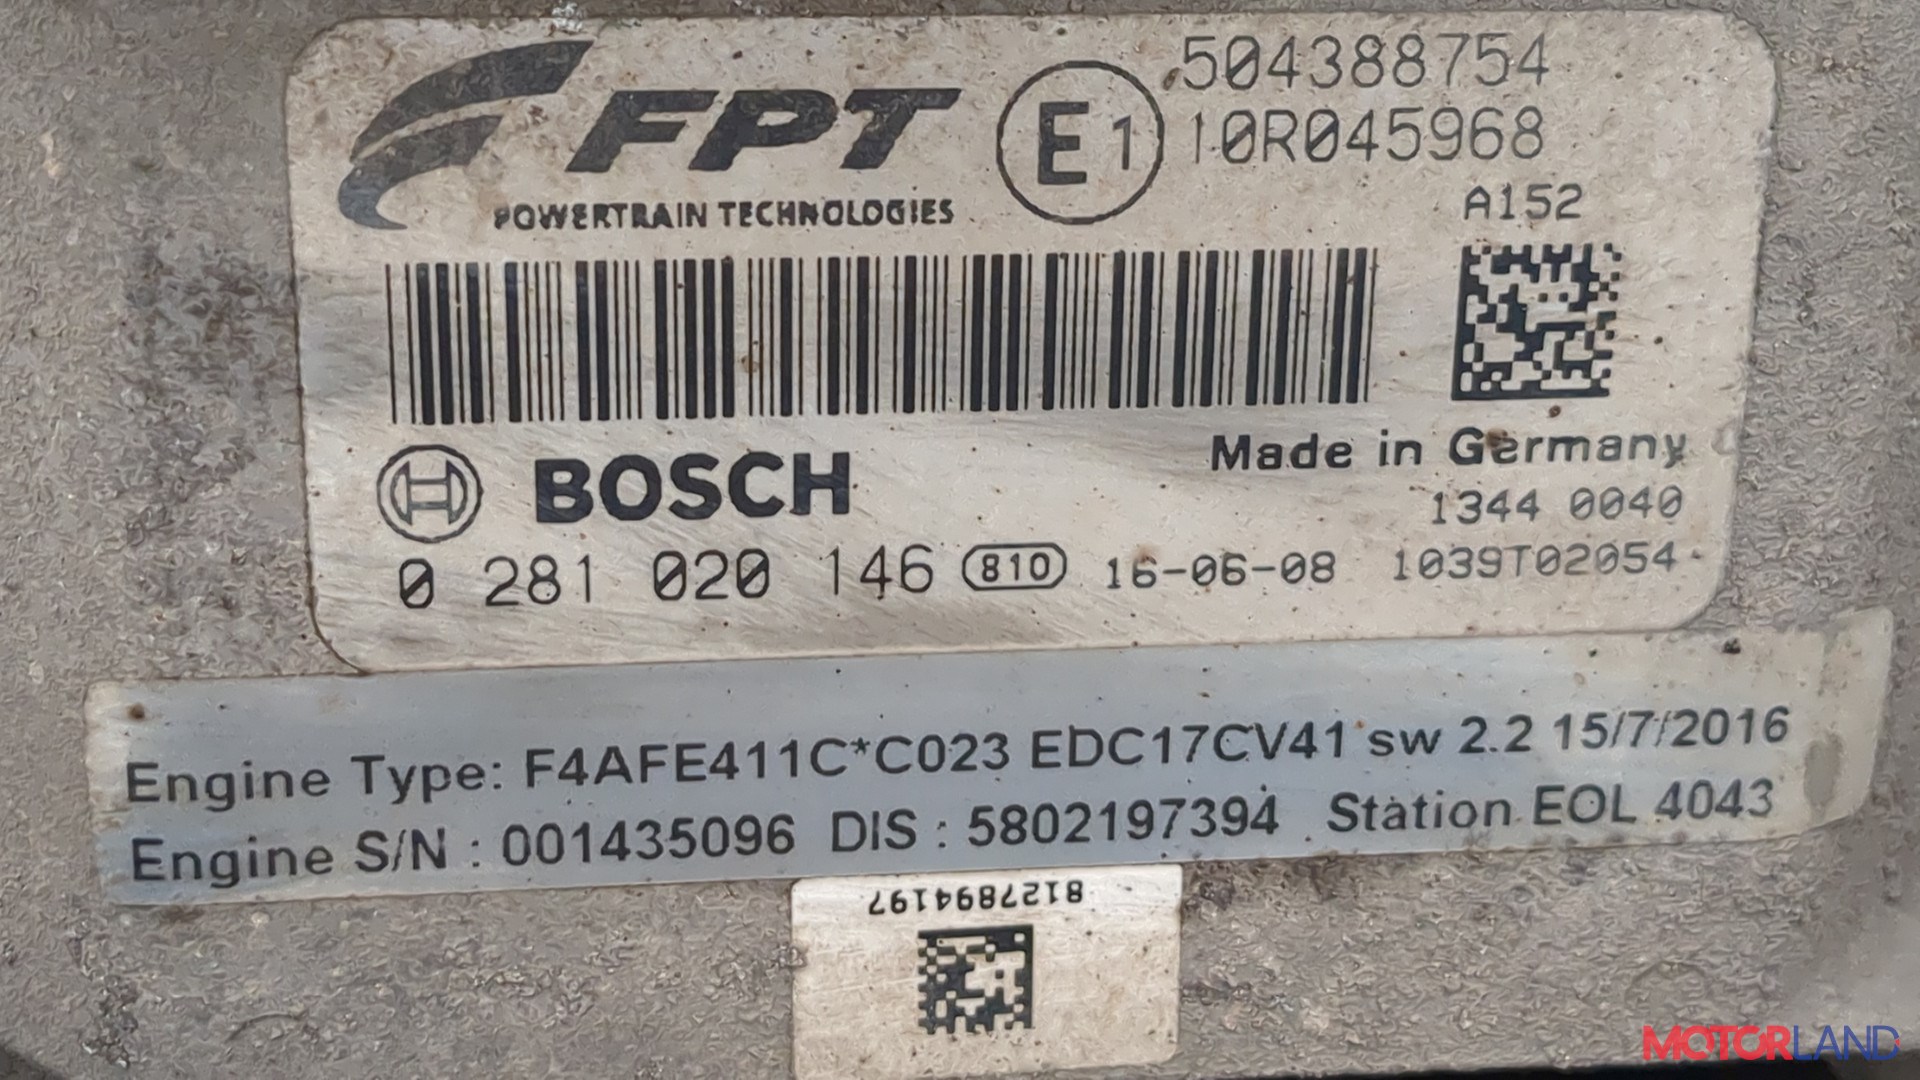 FPT
POWERTRAIN TECHNOLOGIES
E1
504388754
10R045968
A152
BOSCH
Made in Germany
1344 0040
0 281 020 146 810 16-06-08 1039T02054
Engine Type: F4AFE411C*C023 EDC17CV41 sw 2.2 15/7/2016
Engine S/N : 001435096 DIS : 5802197394 Station EOL 4043
8127894197
MOTORLAND